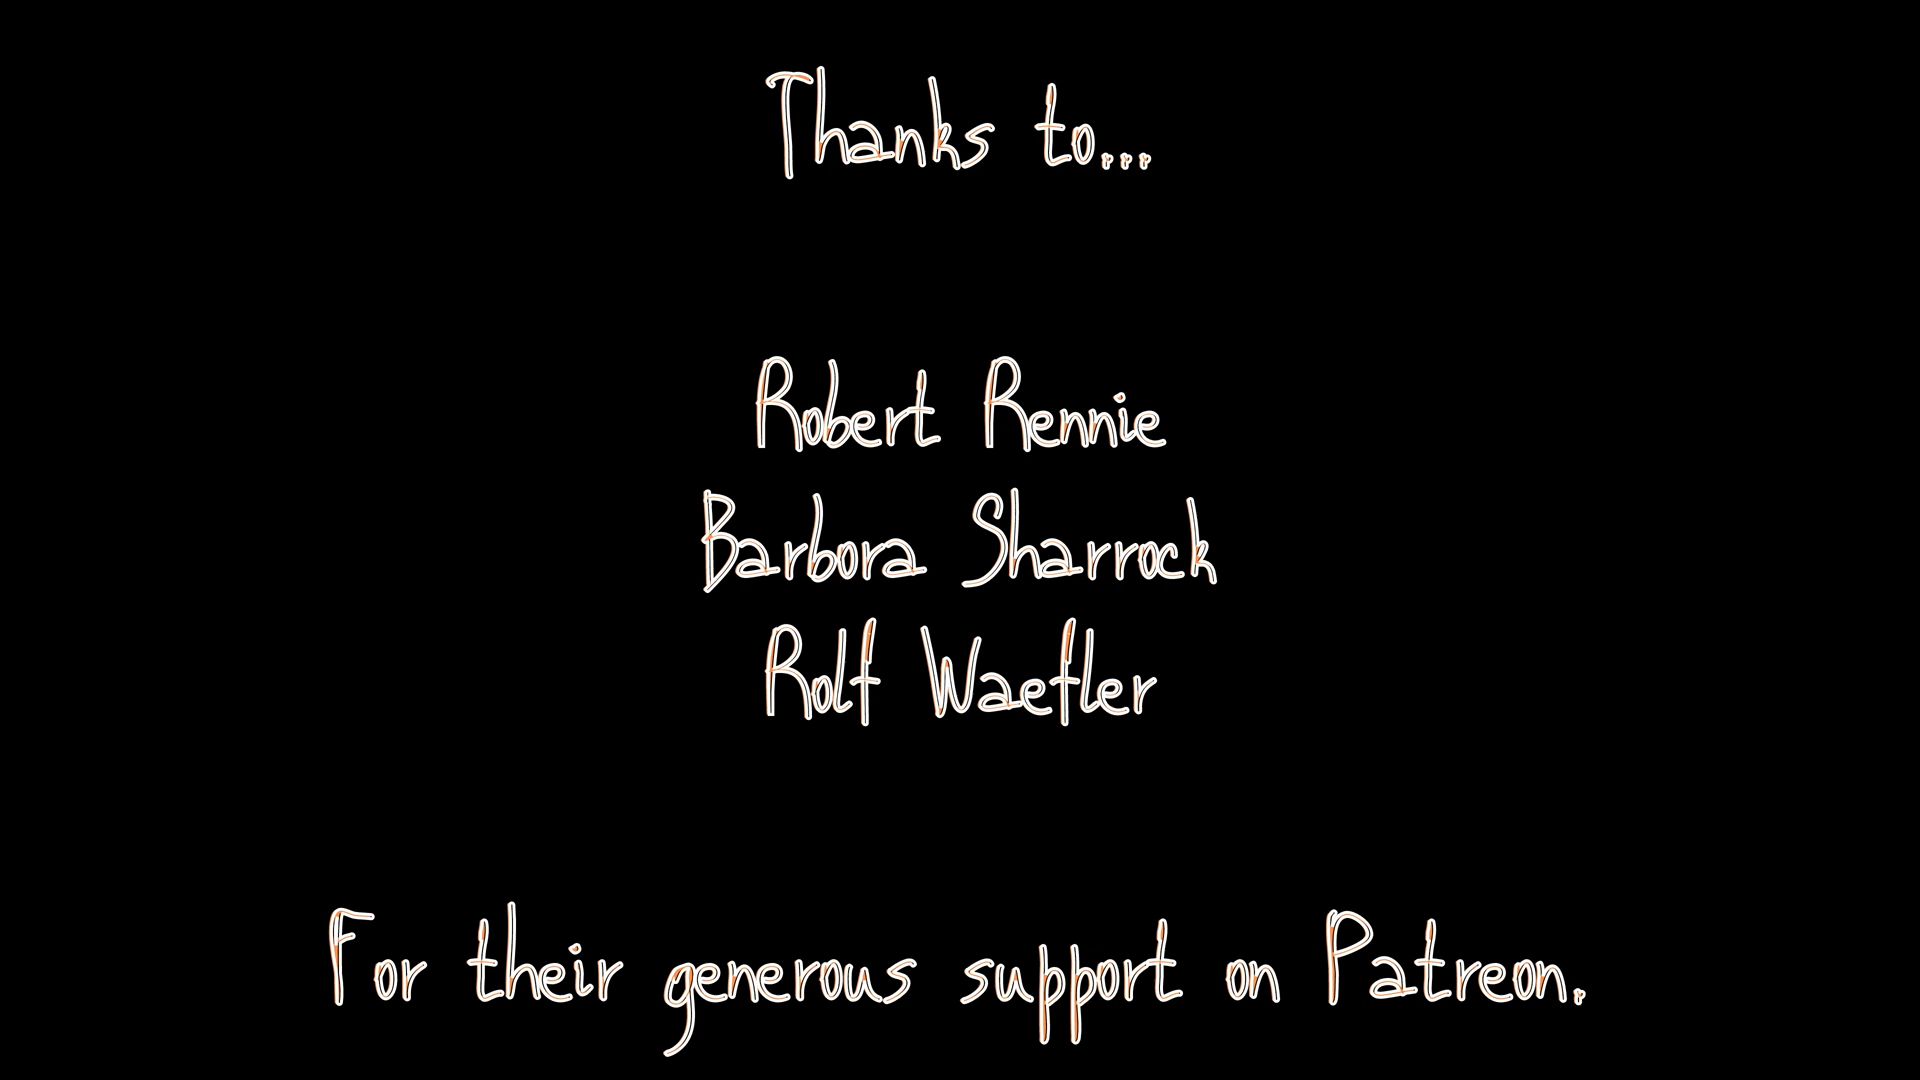 Thanks to...
Robert Rennie
Barbora Sharrock
Rolf Waefler
For their generous support on Patreon.